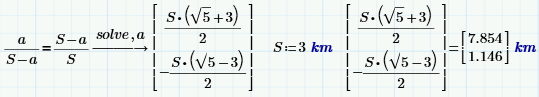 a/(S−a) = (S−a)/S solve,a → [S·(√5+3)/2; −S·(√5−3)/2] S:=3 km [S·(√5+3)/2; −S·(√5−3)/2] = [7.854; 1.146] km